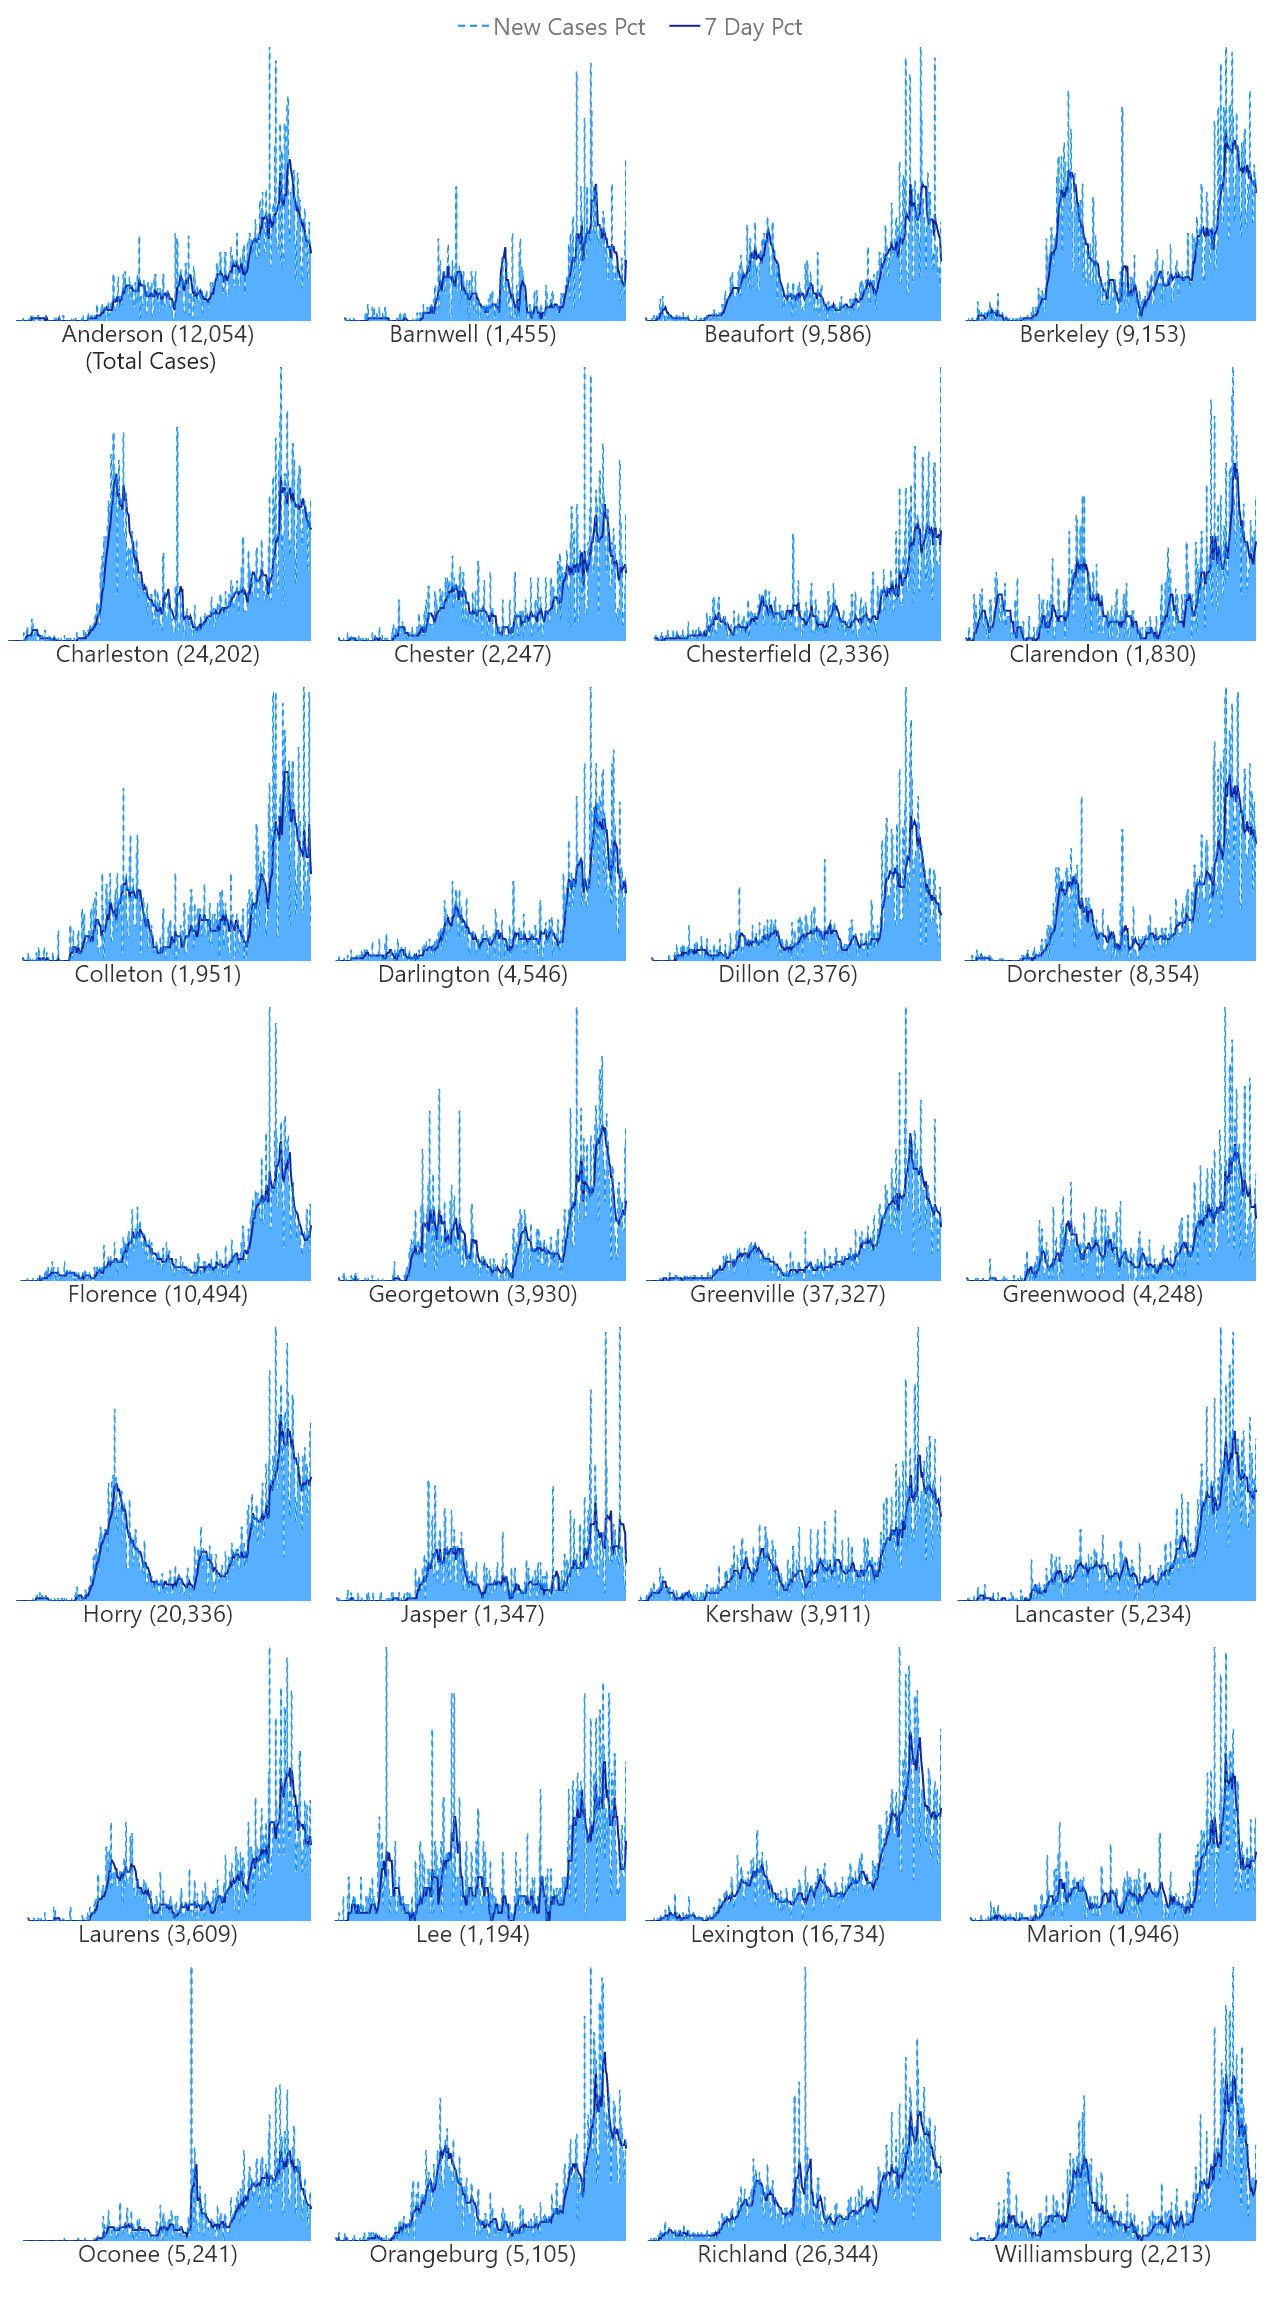 New Cases Pct 7 Day Pct
Anderson (12,054) Barnwell (1,455) Beaufort (9,586) Berkeley (9,153)
(Total Cases)
Charleston (24,202) Chester (2,247) Chesterfield (2,336) Clarendon (1,830)
Colleton (1,951) Darlington (4,546) Dillon (2,376) Dorchester (8,354)
Florence (10,494) Georgetown (3,930) Greenville (37,327) Greenwood (4,248)
Horry (20,336) Jasper (1,347) Kershaw (3,911) Lancaster (5,234)
Laurens (3,609) Lee (1,194) Lexington (16,734) Marion (1,946)
Oconee (5,241) Orangeburg (5,105) Richland (26,344) Williamsburg (2,213)